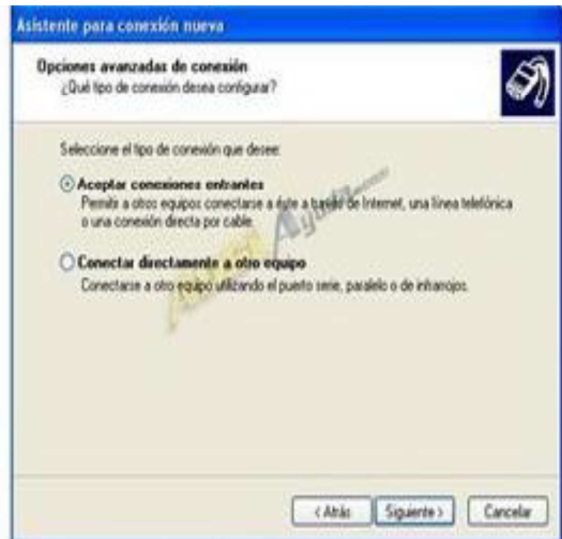 Asistente para conexión nueva
Opciones avanzadas de conexión
¿Qué tipo de conexión desea configurar?
Seleccione el tipo de conexión que desee:
Aceptar conexiones entrantes
Permitir a otros equipos conectarse a éste a través de Internet, una línea telefónica
o una conexión directa por cable.
Conectar directamente a otro equipo
Conectarse a otro equipo utilizando el puerto serie, paralelo o de infrarrojos.
< Atrás
Siguiente >
Cancelar